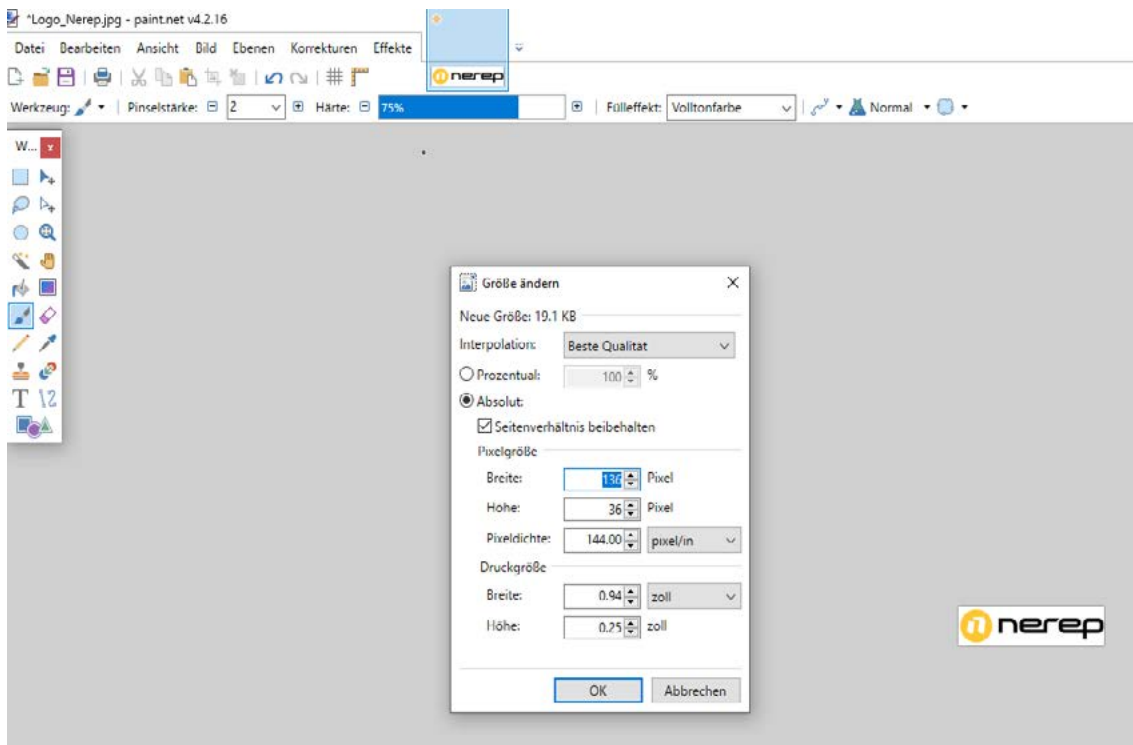 *Logo_Nerep.jpg - paint.net v4.2.16
Datei Bearbeiten Ansicht Bild Ebenen Korrekturen Effekte
nerep
Werkzeug: Pinselstärke: 2 Härte: 75% Fülleffekt: Volltonfarbe Normal
W... x
T
Größe ändern
Neue Größe: 19.1 KB
Interpolation: Beste Qualitat
Prozentual: 100 %
Absolut:
Seitenverhältnis beibehalten
Pixelgröße
Breite: 136 Pixel
Höhe: 36 Pixel
Pixeldichte: 144.00 pixel/in
Druckgröße
Breite: 0.94 zoll
Höhe: 0.25 zoll
n nerep
OK Abbrechen